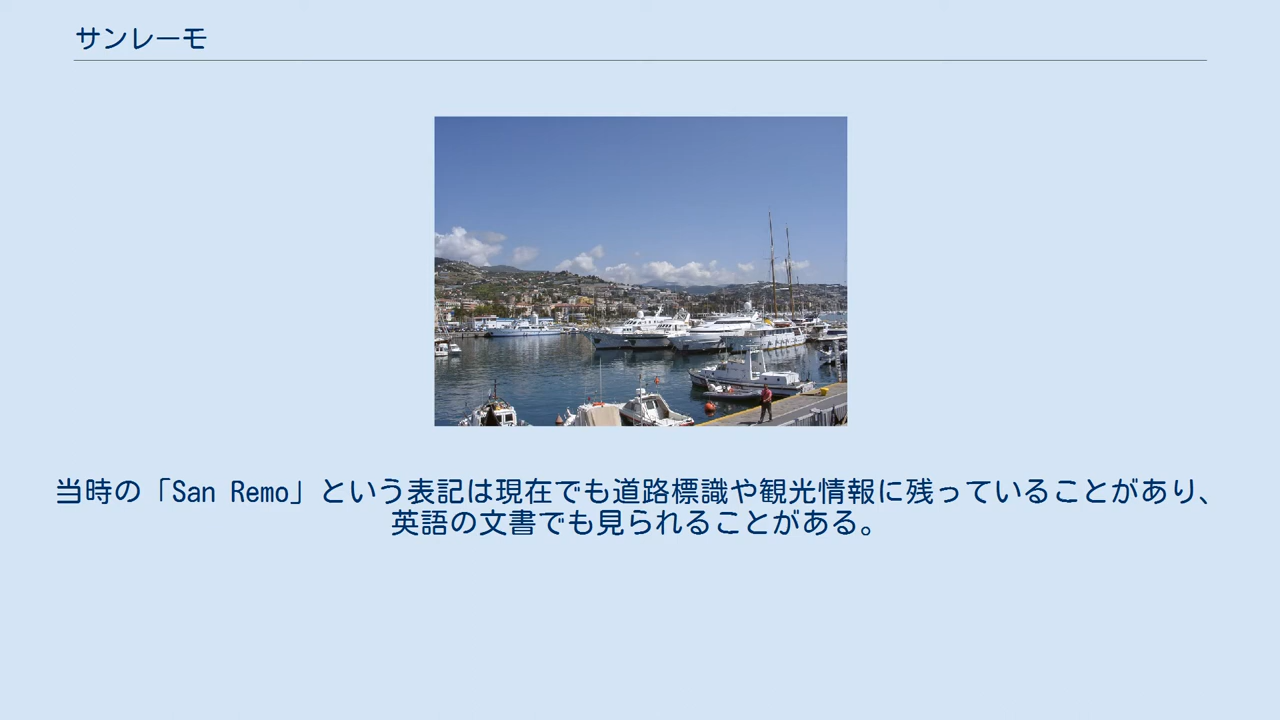 サンレーモ
当時の「San Remo」という表記は現在でも道路標識や観光情報に残っていることがあり、
英語の文書でも見られることがある。